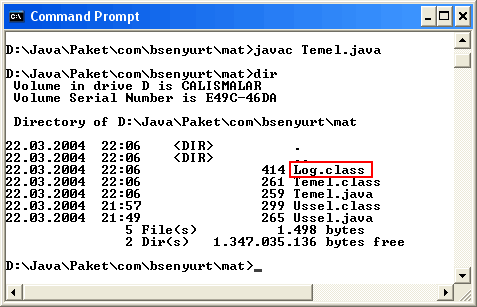 Command Prompt
D:\Java\Paket\com\bsenyurt\mat>javac Temel.java
D:\Java\Paket\com\bsenyurt\mat>dir
Volume in drive D is CALISMALAR
Volume Serial Number is E49C-46DA
Directory of D:\Java\Paket\com\bsenyurt\mat
22.03.2004  22:06    <DIR>          .
22.03.2004  22:06    <DIR>          ..
22.03.2004  22:06               414 Log.class
22.03.2004  22:06               261 Temel.class
22.03.2004  22:06               259 Temel.java
22.03.2004  21:57               299 Ussel.class
22.03.2004  21:49               265 Ussel.java
5 File(s)          1.498 bytes
2 Dir(s)   1.347.035.136 bytes free
D:\Java\Paket\com\bsenyurt\mat>_